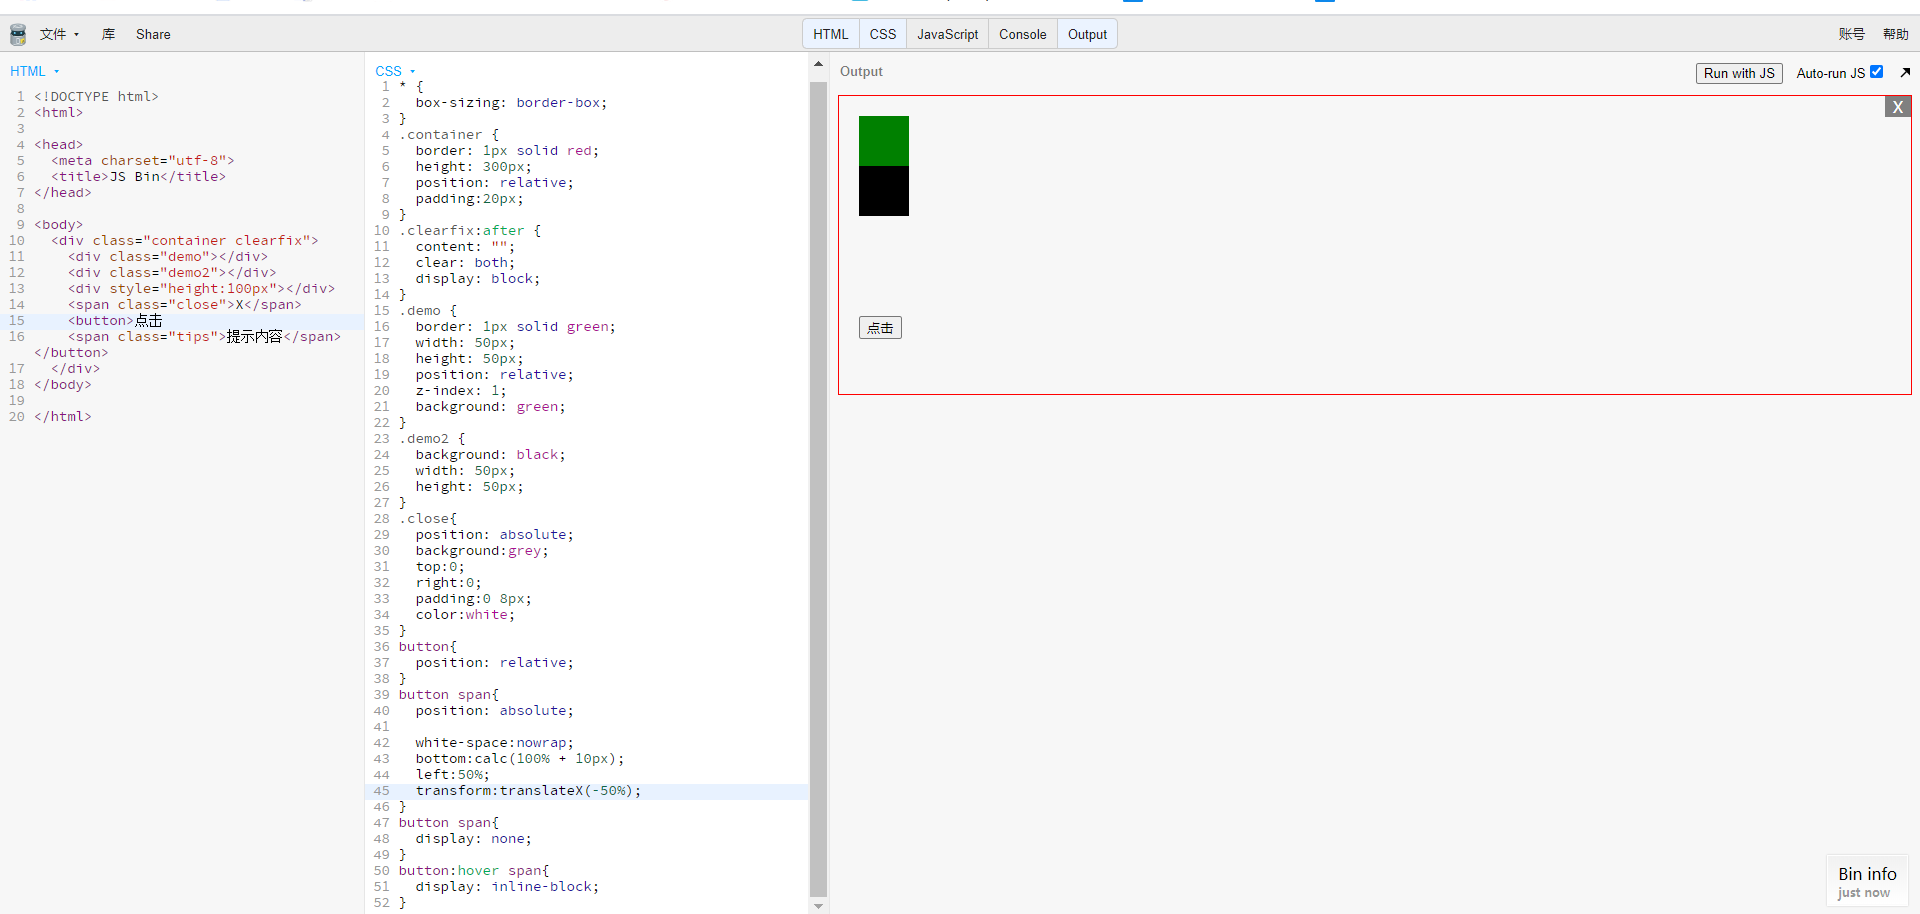 文件 库 Share HTML CSS JavaScript Console Output 账号 帮助
HTML
1 <!DOCTYPE html>
2 <html>
3
4 <head>
5 <meta charset="utf-8">
6 <title>JS Bin</title>
7 </head>
8
9 <body>
10 <div class="container clearfix">
11 <div class="demo"></div>
12 <div class="demo2"></div>
13 <div style="height:100px"></div>
14 <span class="close">X</span>
15 <button>点击
16 <span class="tips">提示内容</span>
</button>
17 </div>
18 </body>
19
20 </html>
CSS
1 * {
2 box-sizing: border-box;
3 }
4 .container {
5 border: 1px solid red;
6 height: 300px;
7 position: relative;
8 padding:20px;
9 }
10 .clearfix:after {
11 content: "";
12 clear: both;
13 display: block;
14 }
15 .demo {
16 border: 1px solid green;
17 width: 50px;
18 height: 50px;
19 position: relative;
20 z-index: 1;
21 background: green;
22 }
23 .demo2 {
24 background: black;
25 width: 50px;
26 height: 50px;
27 }
28 .close{
29 position: absolute;
30 background:grey;
31 top:0;
32 right:0;
33 padding:0 8px;
34 color:white;
35 }
36 button{
37 position: relative;
38 }
39 button span{
40 position: absolute;
41
42 white-space:nowrap;
43 bottom:calc(100% + 10px);
44 left:50%;
45 transform:translateX(-50%);
46 }
47 button span{
48 display: none;
49 }
50 button:hover span{
51 display: inline-block;
52 }
Output Run with JS Auto-run JS
X
点击
Bin info
just now